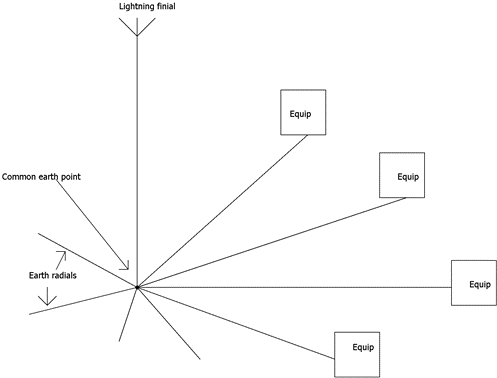 Lightning finial
Equip
Equip
Common earth point
Earth radials
Equip
Equip